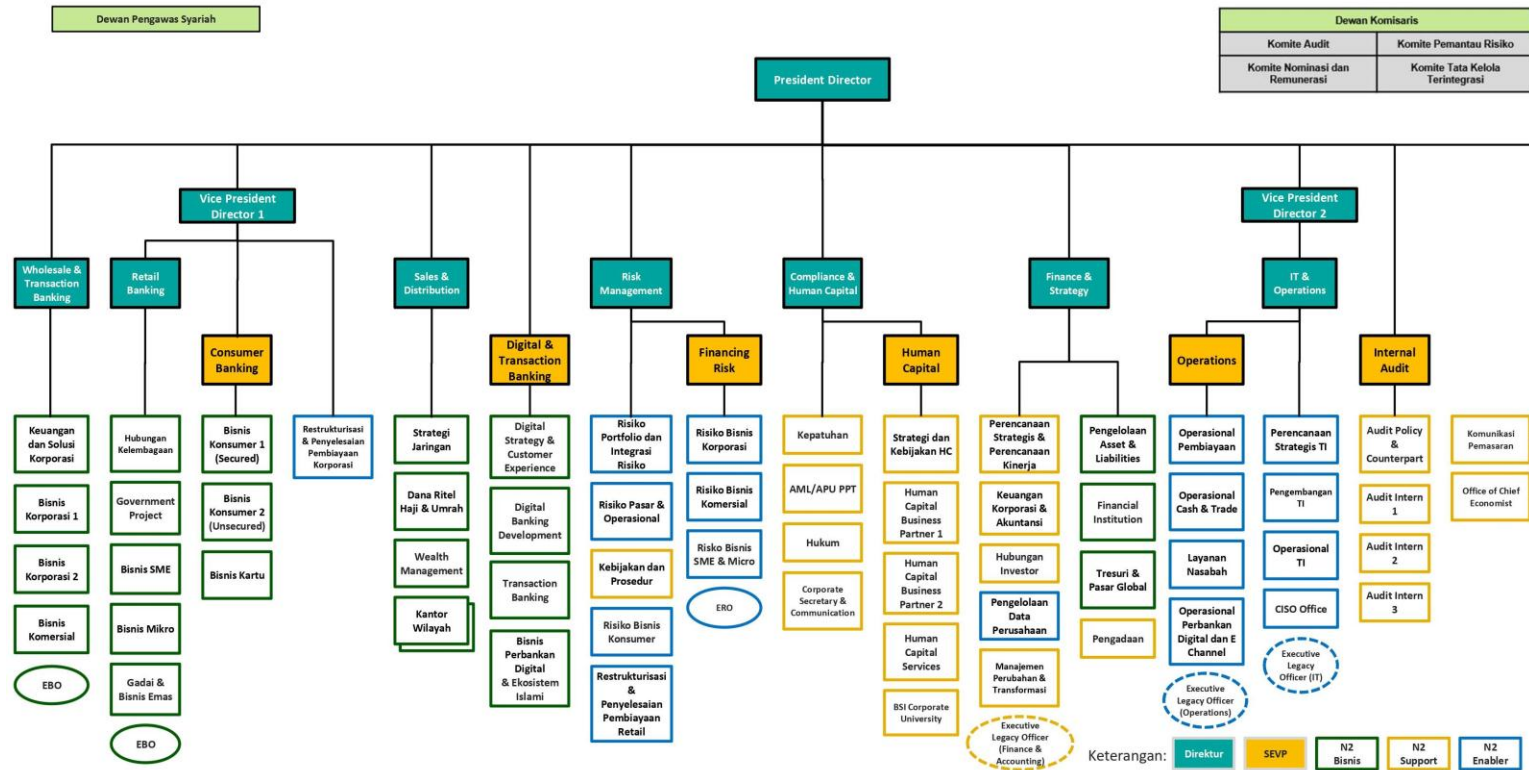 Dewan Pengawas Syariah
Dewan Komisaris
Komite Audit
Komite Pemantau Risiko
Komite Nominasi dan
Remunerasi
Komite Tata Kelola
Terintegrasi
President Director
Vice President
Director 1
Vice President
Director 2
Wholesale &
Transaction
Banking
Retail
Banking
Sales &
Distribution
Risk
Management
Compliance &
Human Capital
Finance &
Strategy
IT &
Operations
Consumer
Banking
Digital &
Transaction
Banking
Financing
Risk
Human
Capital
Operations
Internal
Audit
Keuangan
dan Solusi
Korporasi
Bisnis
Korporasi 1
Bisnis
Korporasi 2
Bisnis
Komersial
EBO
Hubungan
Kelembagaan
Government
Project
Bisnis SME
Bisnis Mikro
Gadai &
Bisnis Emas
EBO
Bisnis
Konsumer 1
(Secured)
Bisnis
Konsumer 2
(Unsecured)
Bisnis Kartu
Restrukturisasi
& Penyelesaian
Pembiayaan
Korporasi
Strategi
Jaringan
Dana Ritel
Haji & Umrah
Wealth
Management
Kantor
Wilayah
Digital
Strategy &
Customer
Experience
Digital
Banking
Development
Transaction
Banking
Bisnis
Perbankan
Digital
& Ekosistem
Islami
Risiko
Portfolio dan
Integrasi
Risiko
Risiko Pasar &
Operasional
Kebijakan dan
Prosedur
Risiko Bisnis
Konsumer
Restrukturisasi
&
Penyelesaian
Pembiayaan
Retail
Risiko Bisnis
Korporasi
Risiko Bisnis
Komersial
Risko Bisnis
SME & Micro
ERO
Kepatuhan
AML/APU PPT
Hukum
Corporate
Secretary &
Communication
Strategi dan
Kebijakan HC
Human
Capital
Business
Partner 1
Human
Capital
Business
Partner 2
Human
Capital
Services
BSI Corporate
University
Perencanaan
Strategis &
Perencanaan
Kinerja
Keuangan
Korporasi &
Akuntansi
Hubungan
Investor
Pengelolaan
Data
Perusahaan
Manajemen
Perubahan &
Transformasi
Executive
Legacy Officer
(Finance &
Accounting)
Pengelolaan
Asset &
Liabilities
Financial
Institution
Tresuri &
Pasar Global
Pengadaan
Operasional
Pembiayaan
Operasional
Cash & Trade
Layanan
Nasabah
Operasional
Perbankan
Digital dan E
Channel
Executive
Legacy Officer
(Operations)
Perencanaan
Strategis TI
Pengembangan
TI
Operasional
TI
CISO Office
Executive
Legacy
Officer (IT)
Audit Policy
&
Counterpart
Audit Intern
1
Audit Intern
2
Audit Intern
3
Komunikasi
Pemasaran
Office of Chief
Economist
Keterangan:
Direktur
SEVP
N2
Bisnis
N2
Support
N2
Enabler